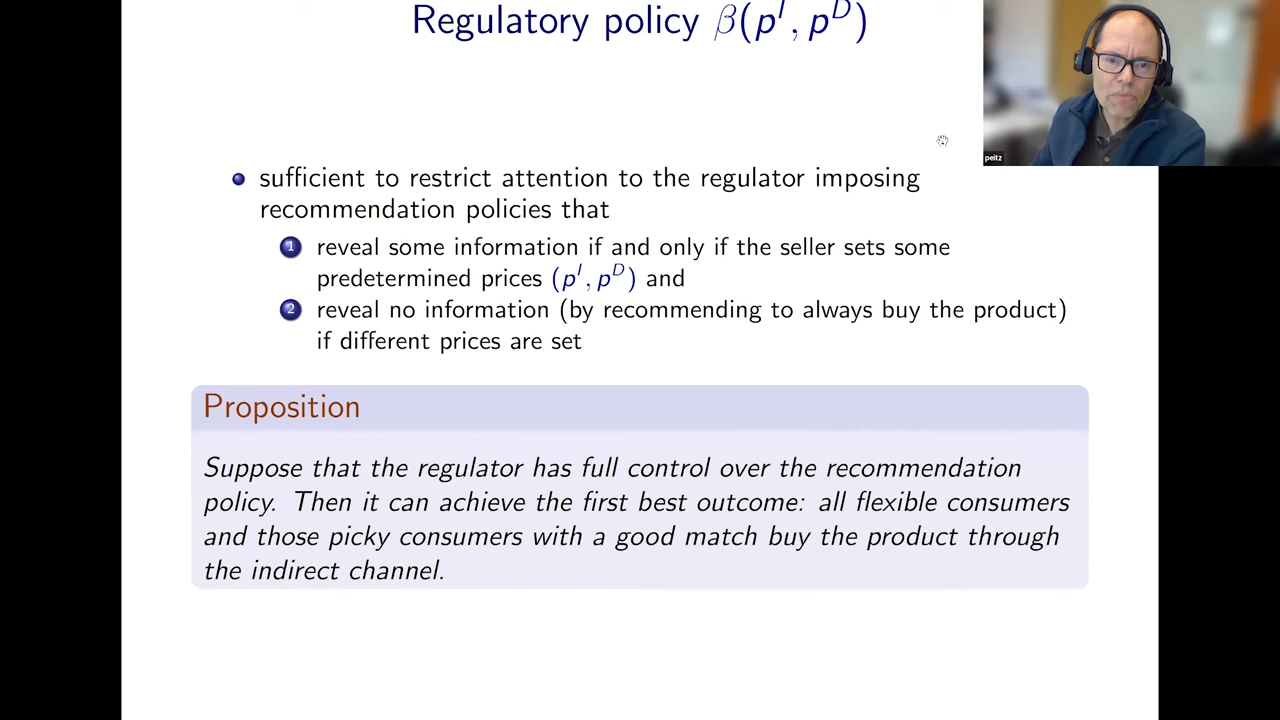 Regulatory policy β(p^I, p^D)
peitz
sufficient to restrict attention to the regulator imposing
recommendation policies that
1 reveal some information if and only if the seller sets some
predetermined prices (p^I, p^D) and
2 reveal no information (by recommending to always buy the product)
if different prices are set
Proposition
Suppose that the regulator has full control over the recommendation
policy. Then it can achieve the first best outcome: all flexible consumers
and those picky consumers with a good match buy the product through
the indirect channel.